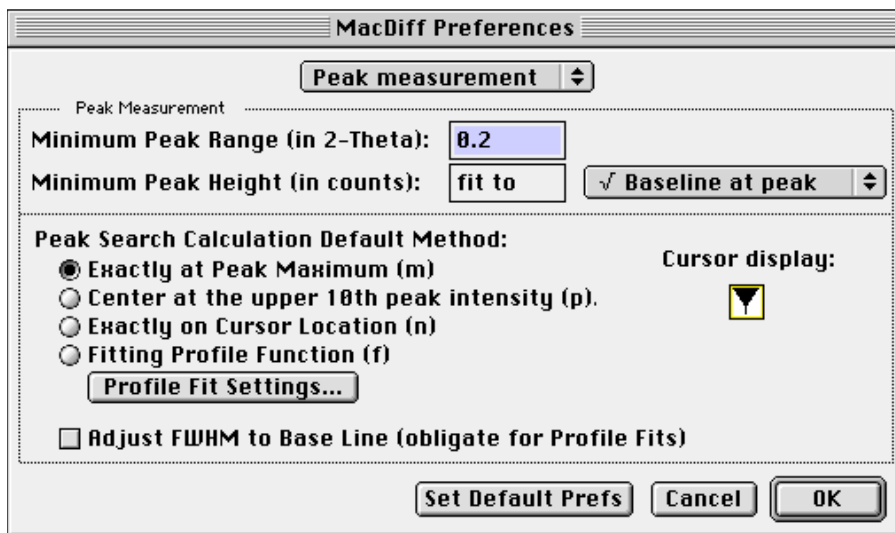 MacDiff Preferences
Peak measurement
Peak Measurement
Minimum Peak Range (in 2-Theta): 0.2
Minimum Peak Height (in counts): fit to √ Baseline at peak
Peak Search Calculation Default Method:
Exactly at Peak Maximum (m)
Cursor display:
Center at the upper 10th peak intensity (p).
Exactly on Cursor Location (n)
Fitting Profile Function (f)
Profile Fit Settings...
Adjust FWHM to Base Line (obligate for Profile Fits)
Set Default Prefs Cancel OK